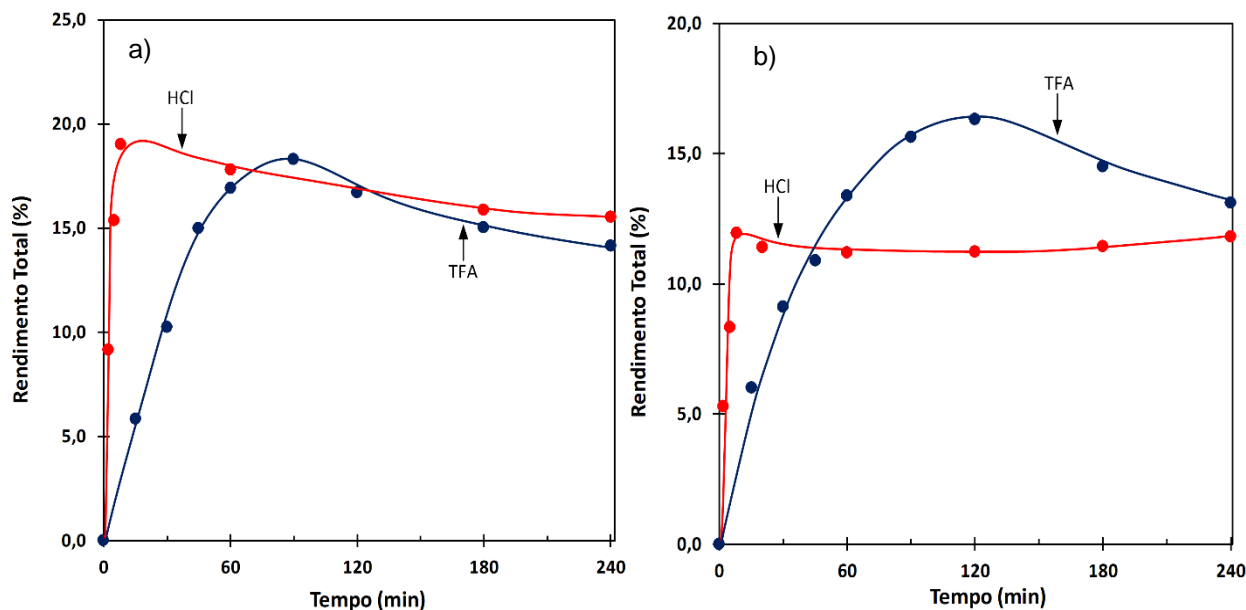 a)
HCl
TFA
Rendimento Total (%)
25,0
20,0
15,0
10,0
5,0
0,0
0
60
120
180
240
Tempo (min)
b)
TFA
HCl
Rendimento Total (%)
20,0
15,0
10,0
5,0
0,0
0
60
120
180
240
Tempo (min)